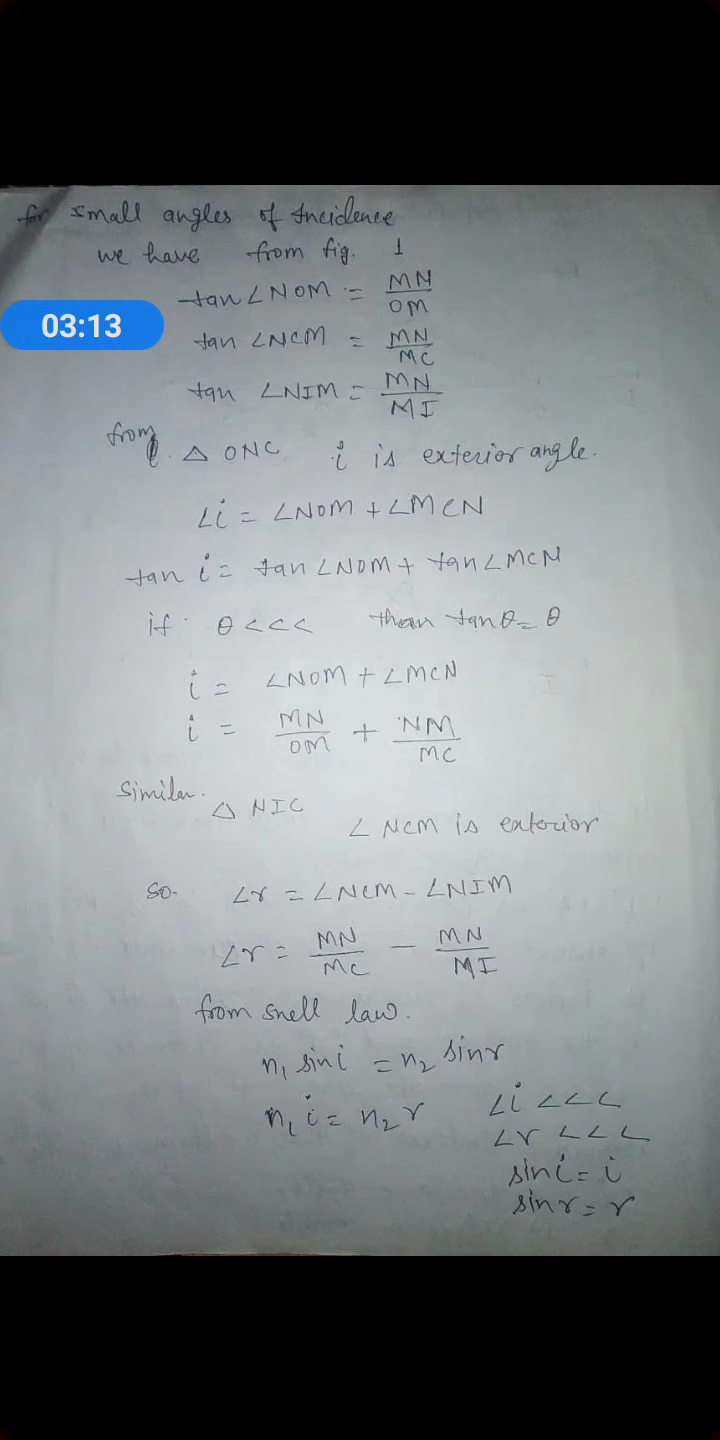 for small angles of Incidence
we have from fig. 1
tan ∠NOM = MN/OM
03:13
tan ∠NCM = MN/MC
tan ∠NIM = MN/MI
from △ ONC i is exterior angle.
∠i = ∠NOM + ∠MCN
tan i = tan ∠NOM + tan ∠MCN
if θ <<< than tan θ = θ
i = ∠NOM + ∠MCN
i = MN/OM + NM/MC
Similar. △ NIC
∠ NCM is exterior
so. ∠r = ∠NCM - ∠NIM
∠r = MN/MC - MN/MI
from snell law.
n₁ sin i = n₂ sin r
n₁ i = n₂ r
∠i <<<
∠r <<<
sin i = i
sin r = r